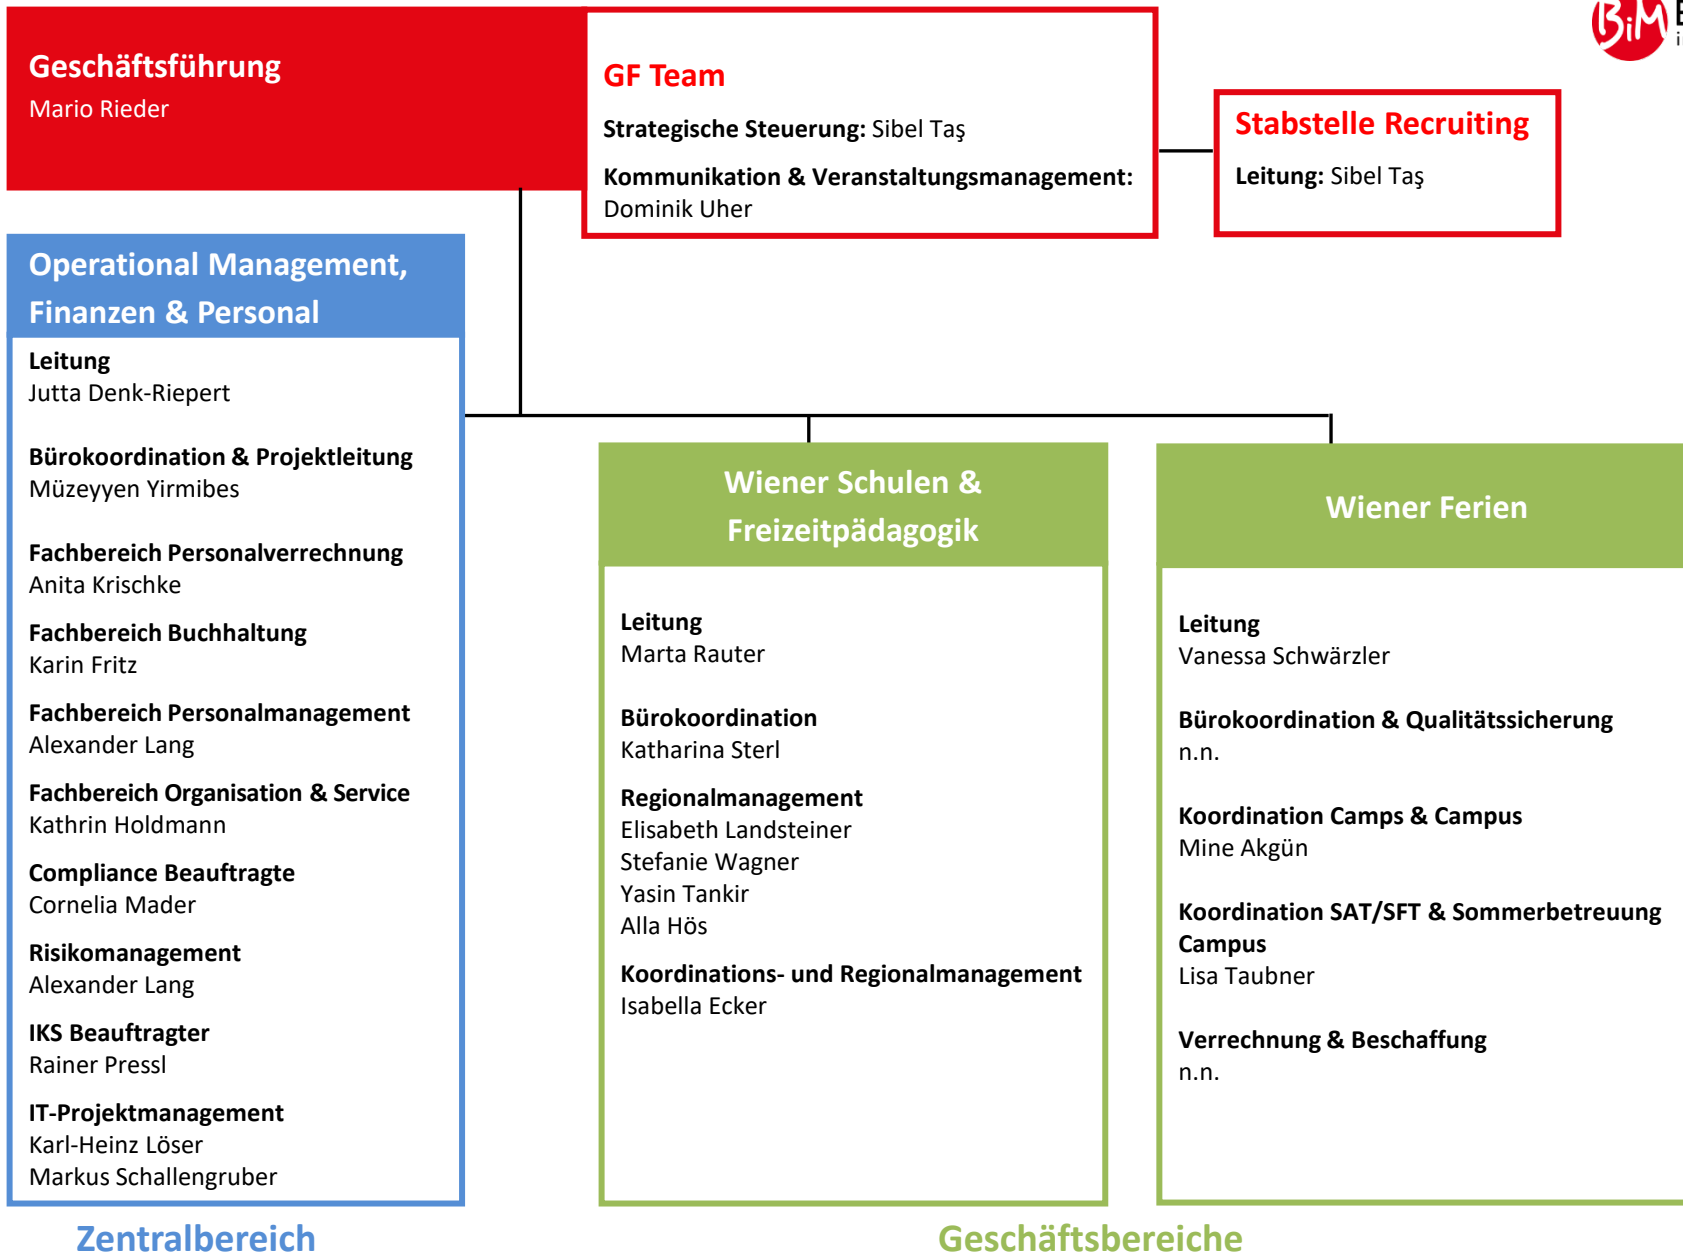 Geschäftsführung
Mario Rieder
GF Team
Strategische Steuerung: Sibel Taş
Kommunikation & Veranstaltungsmanagement:
Dominik Uher
Stabstelle Recruiting
Leitung: Sibel Taş
BiM
Operational Management,
Finanzen & Personal
Leitung
Jutta Denk-Riepert
Bürokoordination & Projektleitung
Müzeyyen Yirmibes
Fachbereich Personalverrechnung
Anita Krischke
Fachbereich Buchhaltung
Karin Fritz
Fachbereich Personalmanagement
Alexander Lang
Fachbereich Organisation & Service
Kathrin Holdmann
Compliance Beauftragte
Cornelia Mader
Risikomanagement
Alexander Lang
IKS Beauftragter
Rainer Pressl
IT-Projektmanagement
Karl-Heinz Löser
Markus Schallengruber
Zentralbereich
Wiener Schulen &
Freizeitpädagogik
Leitung
Marta Rauter
Bürokoordination
Katharina Sterl
Regionalmanagement
Elisabeth Landsteiner
Stefanie Wagner
Yasin Tankir
Alla Hös
Koordinations- und Regionalmanagement
Isabella Ecker
Wiener Ferien
Leitung
Vanessa Schwärzler
Bürokoordination & Qualitätssicherung
n.n.
Koordination Camps & Campus
Mine Akgün
Koordination SAT/SFT & Sommerbetreuung
Campus
Lisa Taubner
Verrechnung & Beschaffung
n.n.
Geschäftsbereiche